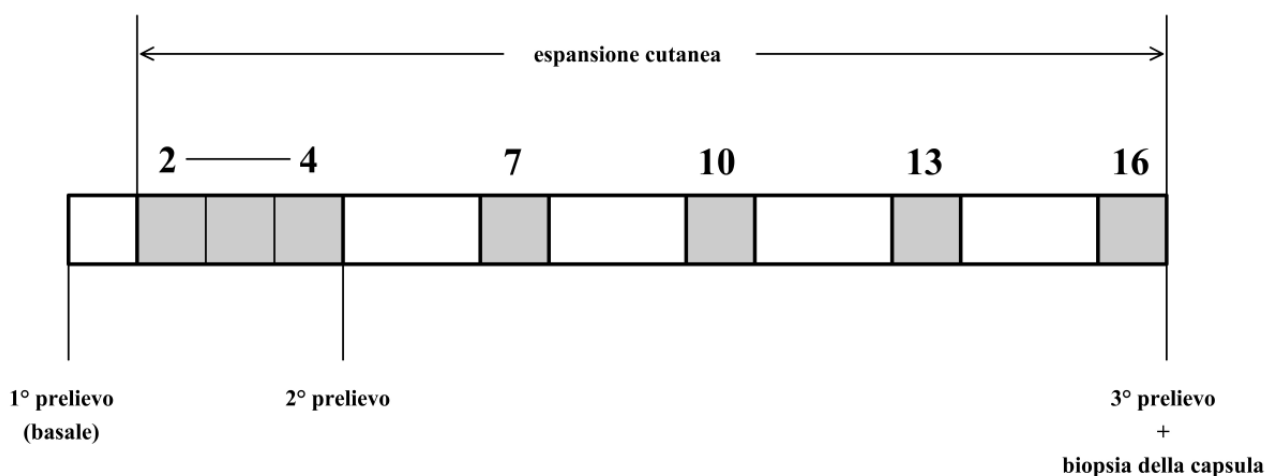 espansione cutanea
2 4 7 10 13 16
1° prelievo
(basale)
2° prelievo
3° prelievo
+
biopsia della capsula